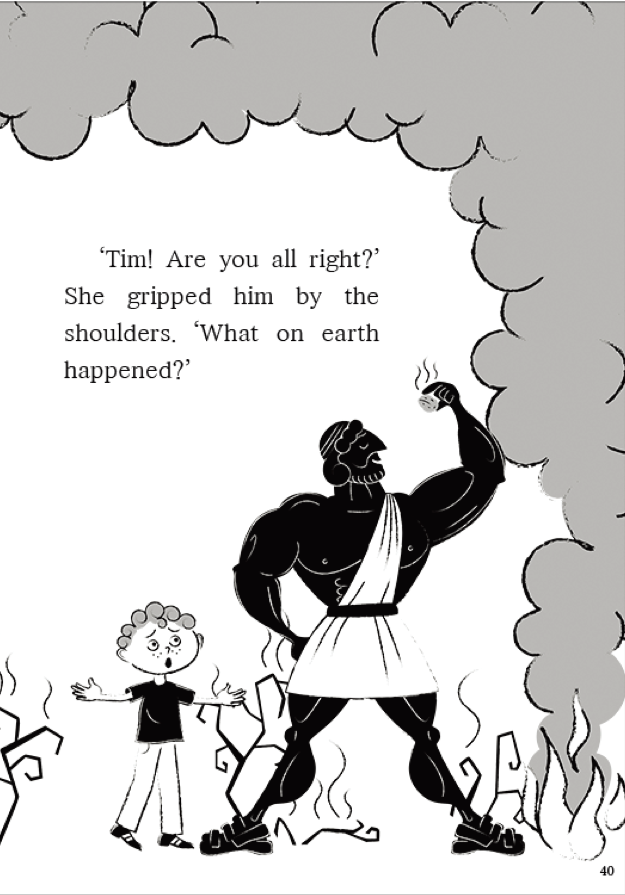 ‘Tim! Are you all right?’
She gripped him by the
shoulders. ‘What on earth
happened?’
40